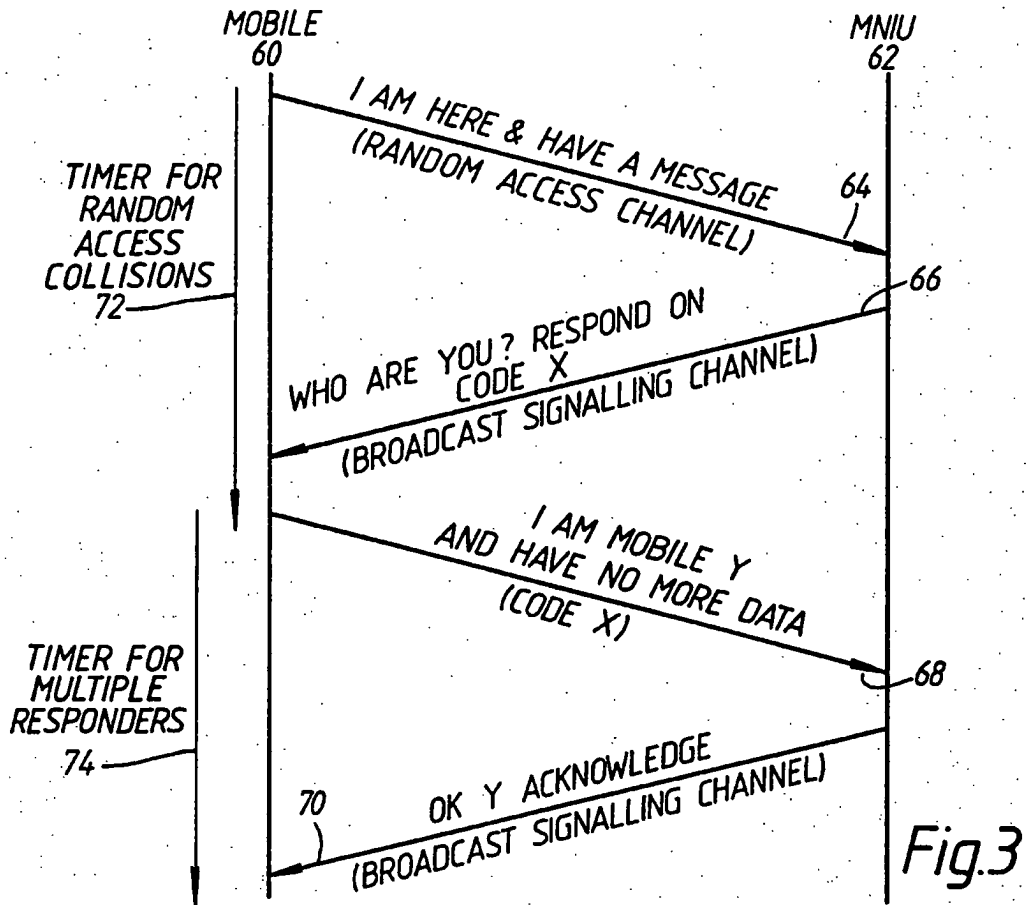 MOBILE
60
MNIU
62
I AM HERE & HAVE A MESSAGE
(RANDOM ACCESS CHANNEL)
64
TIMER FOR
RANDOM
ACCESS
COLLISIONS
72
66
WHO ARE YOU? RESPOND ON
CODE X
(BROADCAST SIGNALLING CHANNEL)
I AM MOBILE Y
AND HAVE NO MORE DATA
(CODE X)
68
TIMER FOR
MULTIPLE
RESPONDERS
74
70
OK Y ACKNOWLEDGE
(BROADCAST SIGNALLING CHANNEL)
Fig.3